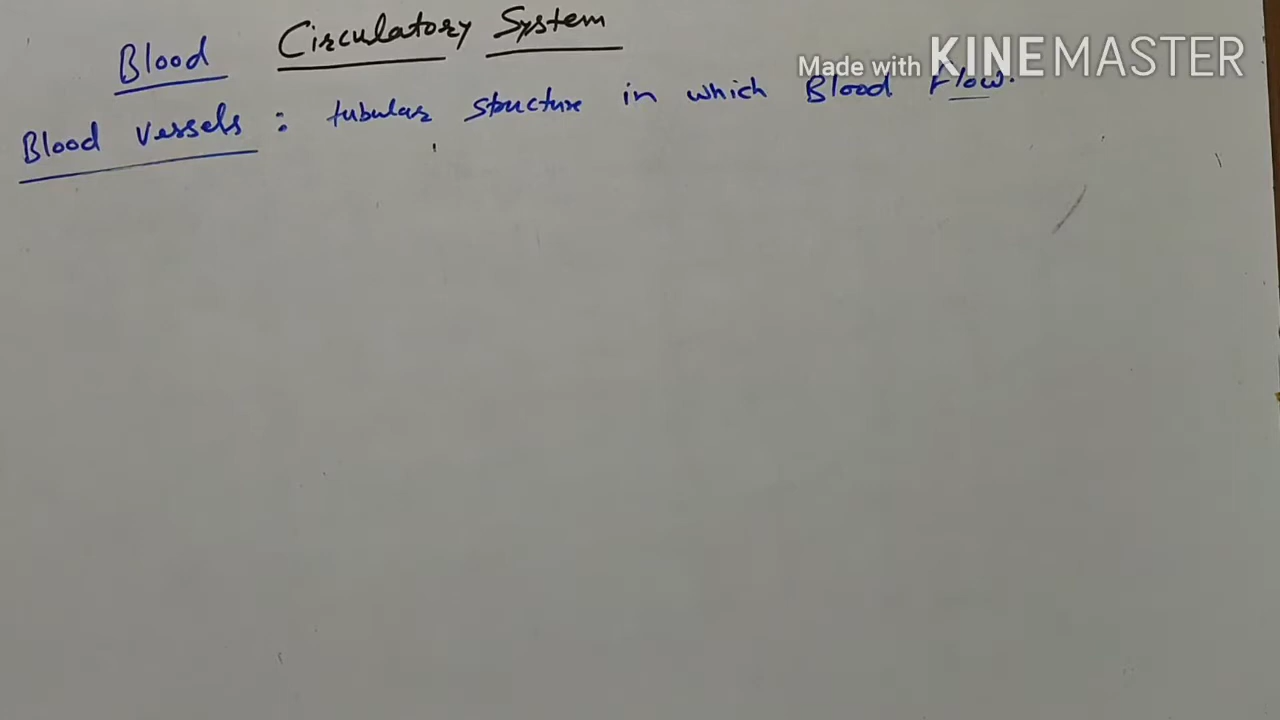 Blood Circulatory System
Made with KINEMASTER
Blood Vessels : tubular structure in which Blood Flow.